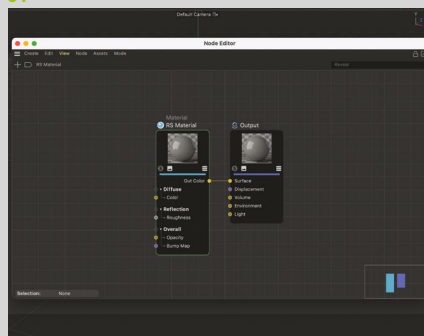 Default Camera
Node Editor
Create Edit View Node Assets Mode
RS Material
Reveal
Material
RS Material
Output
Out Color
Surface
Diffuse
Displacement
Color
Volume
Reflection
Environment
Roughness
Light
Overall
Opacity
Bump Map
Selection: None